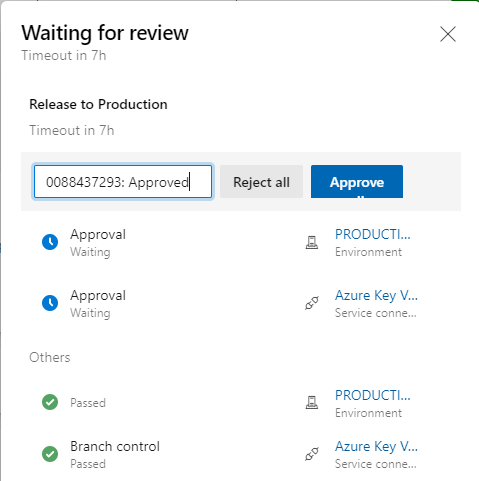 Waiting for review
Timeout in 7h
Release to Production
Timeout in 7h
0088437293: Approved
Reject all
Approve
Approval
Waiting
PRODUCTI...
Environment
Approval
Waiting
Azure Key V...
Service conne...
Others
Passed
PRODUCTI...
Environment
Branch control
Passed
Azure Key V...
Service conne...